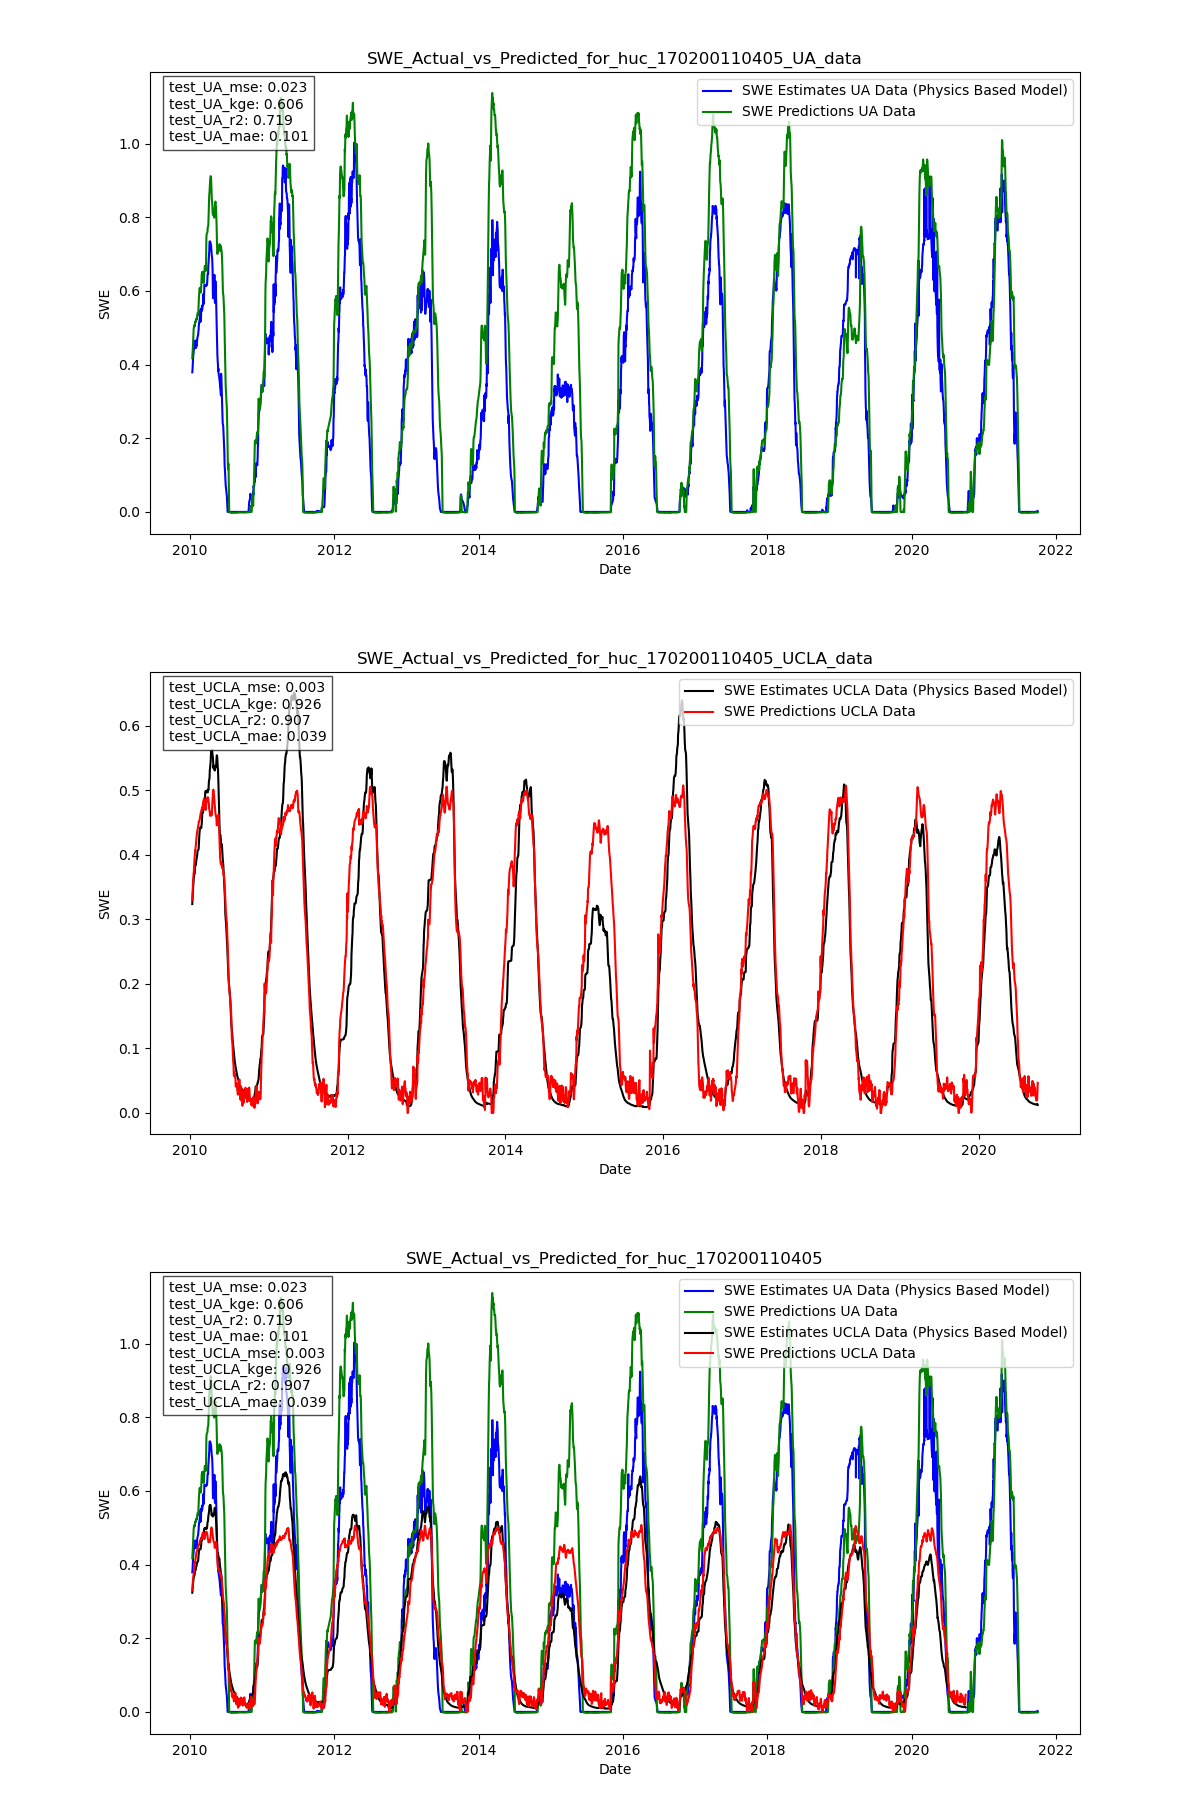 SWE_Actual_vs_Predicted_for_huc_170200110405_UA_data
test_UA_mse: 0.023
test_UA_kge: 0.606
test_UA_r2: 0.719
test_UA_mae: 0.101
SWE Estimates UA Data (Physics Based Model)
SWE Predictions UA Data
1.0
0.8
0.6
0.4
0.2
0.0
SWE
2010
2012
2014
2016
2018
2020
2022
Date
SWE_Actual_vs_Predicted_for_huc_170200110405_UCLA_data
test_UCLA_mse: 0.003
test_UCLA_kge: 0.926
test_UCLA_r2: 0.907
test_UCLA_mae: 0.039
SWE Estimates UCLA Data (Physics Based Model)
SWE Predictions UCLA Data
0.6
0.5
0.4
0.3
0.2
0.1
0.0
SWE
2010
2012
2014
2016
2018
2020
Date
SWE_Actual_vs_Predicted_for_huc_170200110405
test_UA_mse: 0.023
test_UA_kge: 0.606
test_UA_r2: 0.719
test_UA_mae: 0.101
test_UCLA_mse: 0.003
test_UCLA_kge: 0.926
test_UCLA_r2: 0.907
test_UCLA_mae: 0.039
SWE Estimates UA Data (Physics Based Model)
SWE Predictions UA Data
SWE Estimates UCLA Data (Physics Based Model)
SWE Predictions UCLA Data
1.0
0.8
0.6
0.4
0.2
0.0
SWE
2010
2012
2014
2016
2018
2020
2022
Date